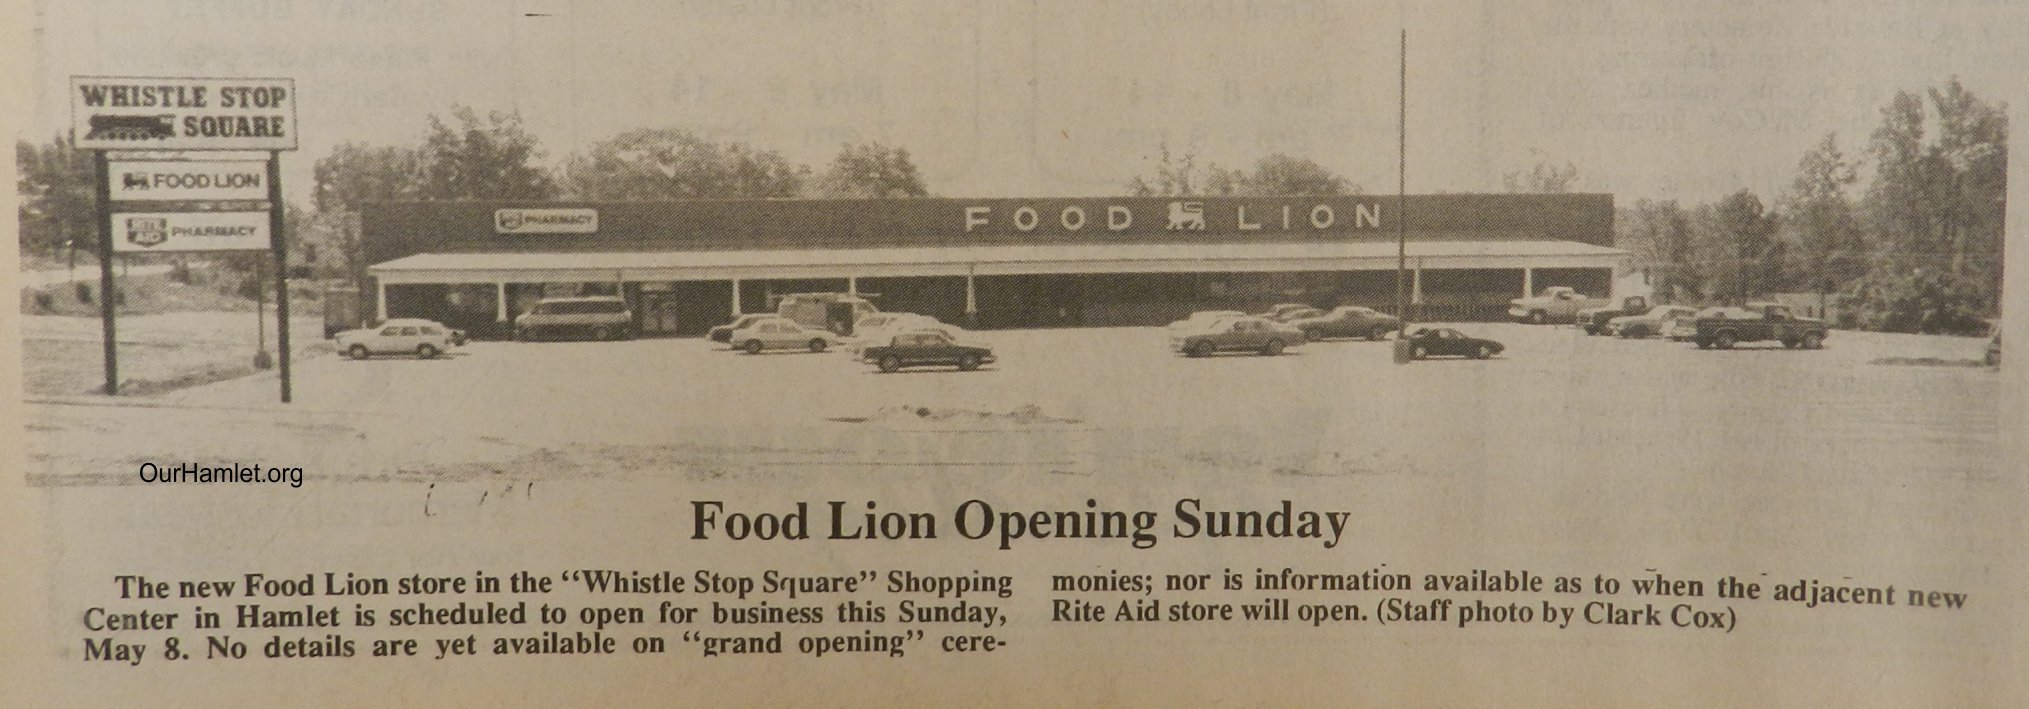 WHISTLE STOP
SQUARE
FOOD LION
RITE AID PHARMACY
PHARMACY
FOOD LION
OurHamlet.org
Food Lion Opening Sunday
The new Food Lion store in the “Whistle Stop Square” Shopping
Center in Hamlet is scheduled to open for business this Sunday,
May 8. No details are yet available on “grand opening” cere-
monies; nor is information available as to when the adjacent new
Rite Aid store will open. (Staff photo by Clark Cox)